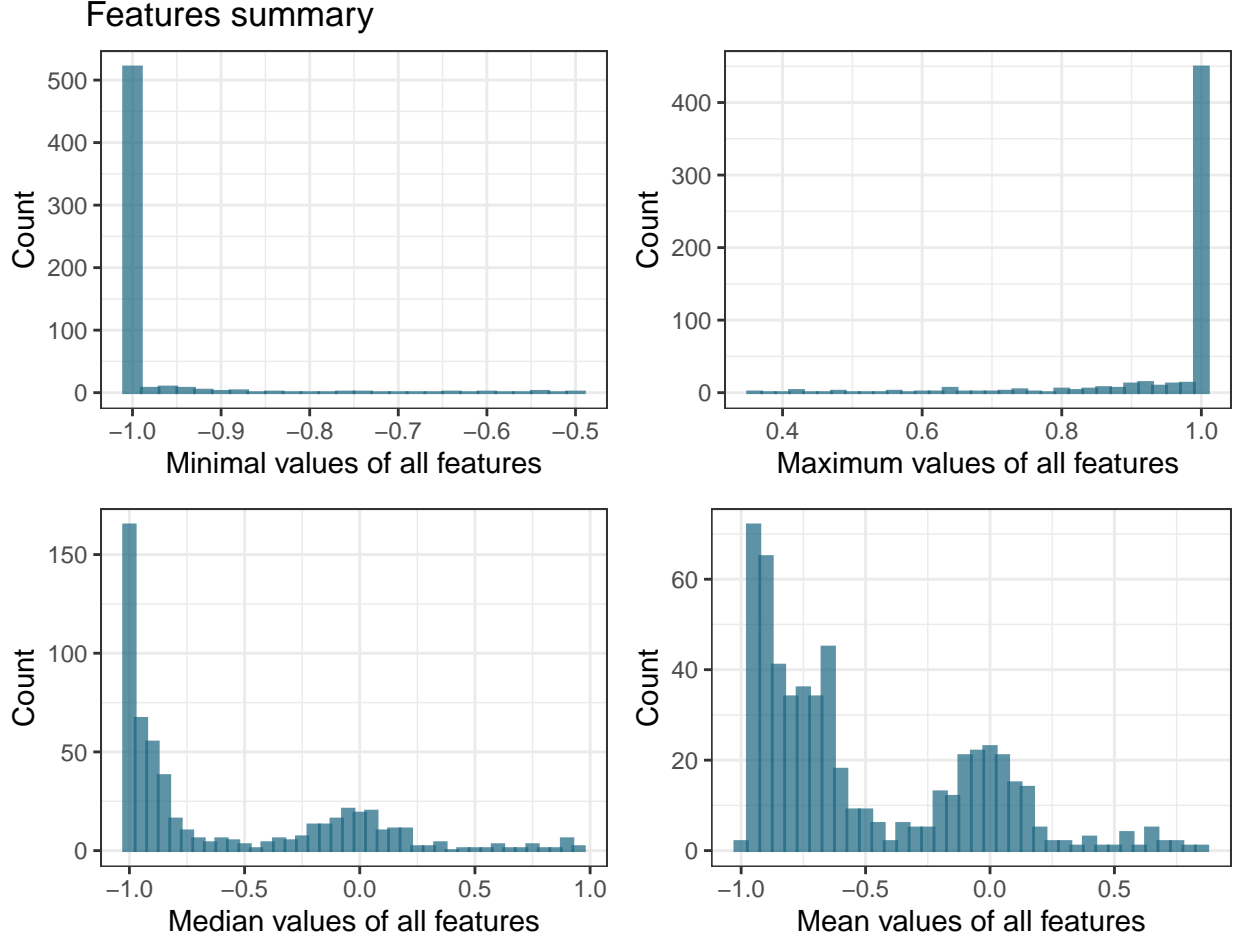 Features summary
500
400
300
200
100
0
Count
−1.0 −0.9 −0.8 −0.7 −0.6 −0.5
Minimal values of all features
400
300
200
100
0
Count
0.4 0.6 0.8 1.0
Maximum values of all features
150
100
50
0
Count
−1.0 −0.5 0.0 0.5 1.0
Median values of all features
60
40
20
0
Count
−1.0 −0.5 0.0 0.5
Mean values of all features